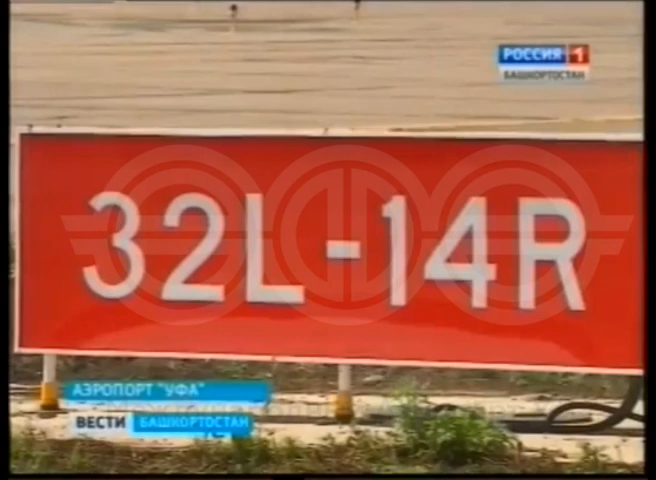 РОССИЯ 1
БАШКОРТОСТАН
32L-14R
АЭРОПОРТ "УФА"
ВЕСТИ БАШКОРТОСТАН